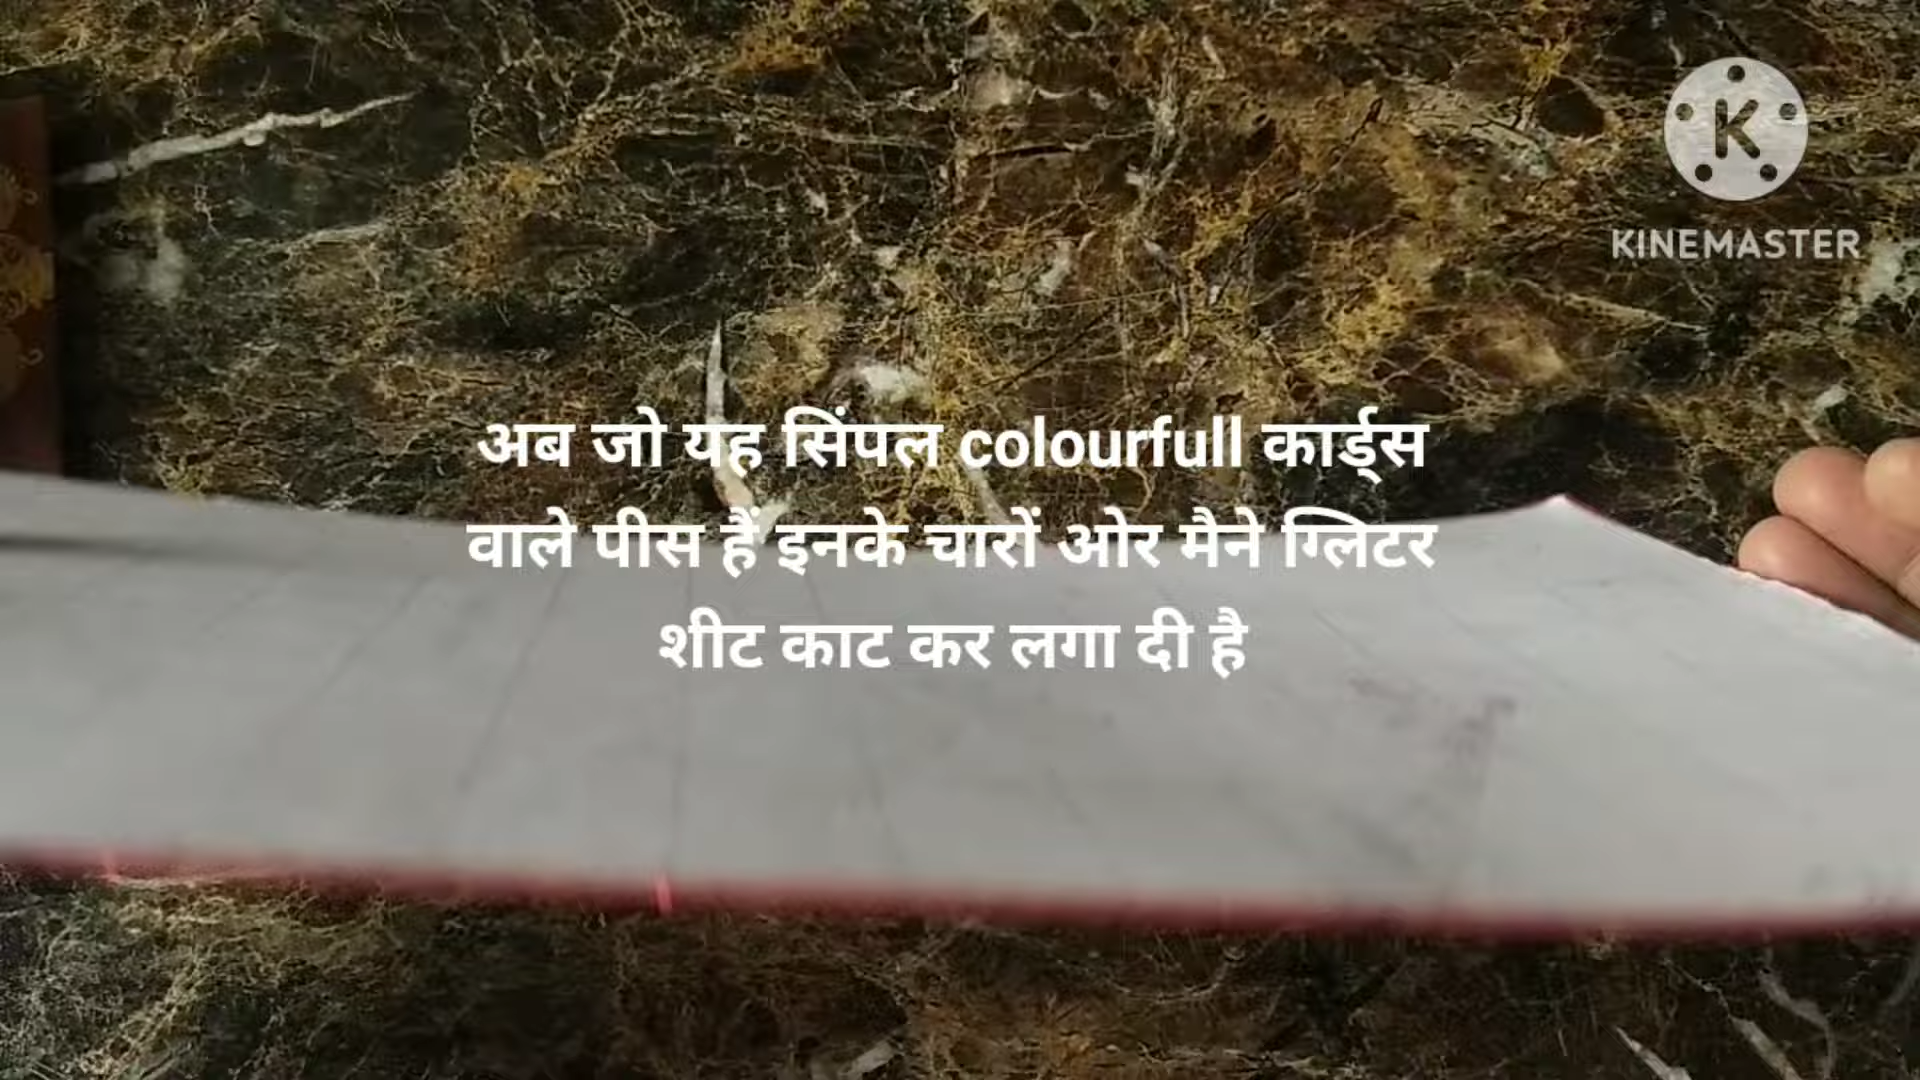 KINEMASTER
अब जो यह सिंपल colourfull कार्ड्स
वाले पीस हैं इनके चारों ओर मैने ग्लिटर
शीट काट कर लगा दी है